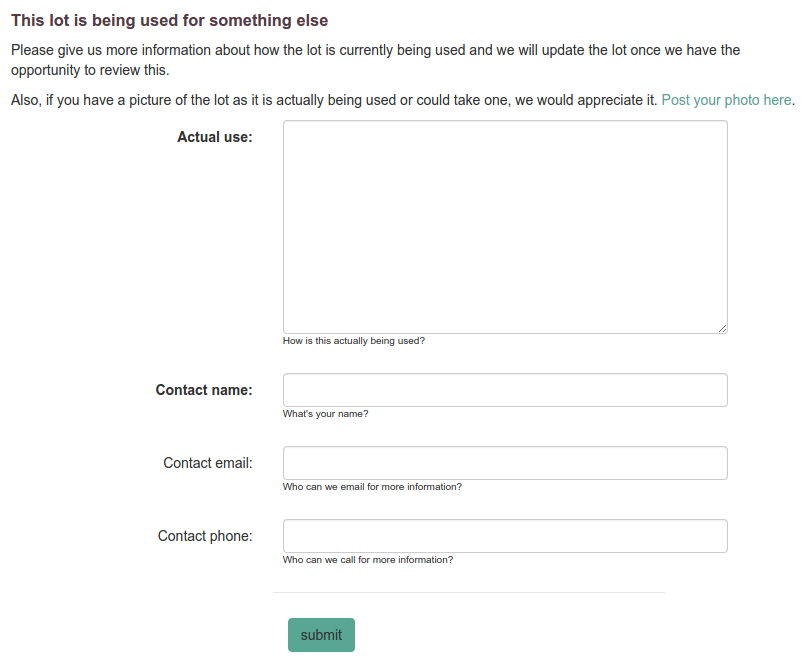 This lot is being used for something else
Please give us more information about how the lot is currently being used and we will update the lot once we have the
opportunity to review this.
Also, if you have a picture of the lot as it is actually being used or could take one, we would appreciate it. Post your photo here.
Actual use:
How is this actually being used?
Contact name:
What's your name?
Contact email:
Who can we email for more information?
Contact phone:
Who can we call for more information?
submit